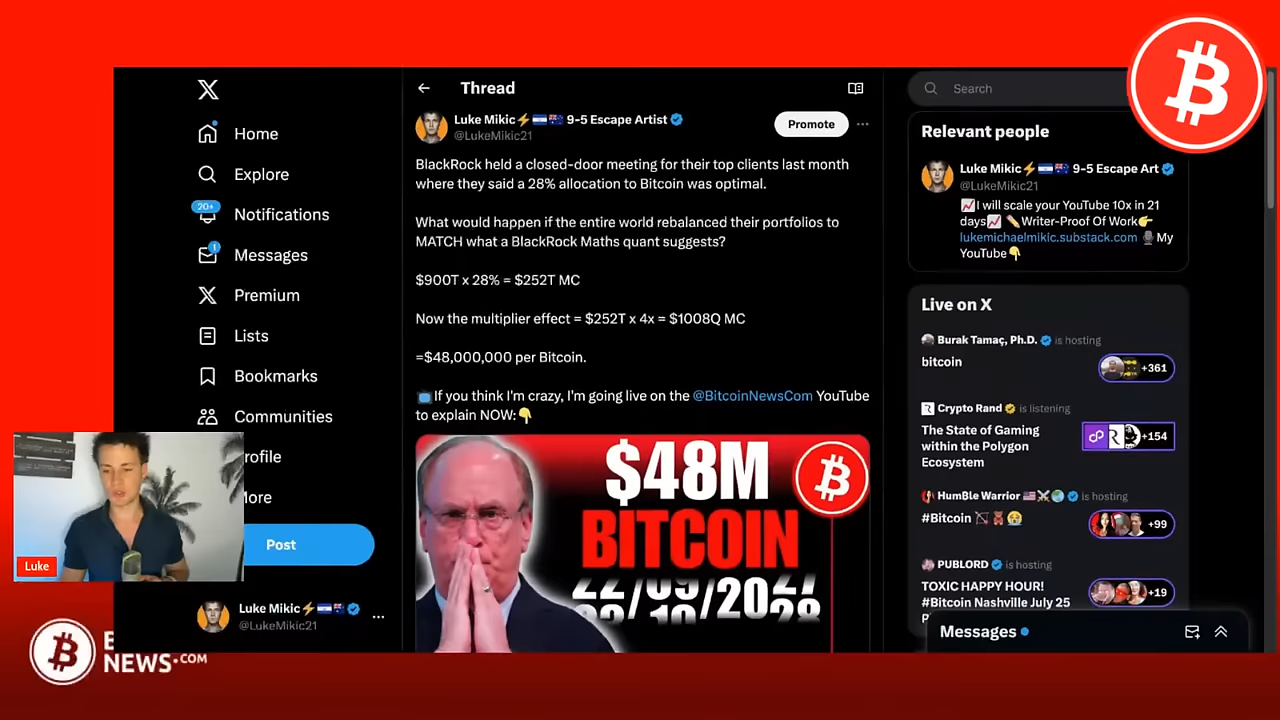 X
Home
Explore
20+
Notifications
1
Messages
Premium
Lists
Bookmarks
Communities
rofile
More
Post
Luke Mikic⚡🇸🇻🇦🇺
@LukeMikic21
Luke
NEWS.COM
Thread
Luke Mikic⚡🇸🇻🇦🇺 9-5 Escape Artist
@LukeMikic21
Promote
BlackRock held a closed-door meeting for their top clients last month
where they said a 28% allocation to Bitcoin was optimal.
What would happen if the entire world rebalanced their portfolios to
MATCH what a BlackRock Maths quant suggests?
$900T x 28% = $252T MC
Now the multiplier effect = $252T x 4x = $1008Q MC
=$48,000,000 per Bitcoin.
📺If you think I'm crazy, I'm going live on the @BitcoinNewsCom YouTube
to explain NOW:👇
$48M
BITCOIN
Search
Relevant people
Luke Mikic⚡🇸🇻🇦🇺 9-5 Escape Art
@LukeMikic21
📈I will scale your YouTube 10x in 21
days📈 ✏️Writer-Proof Of Work👉
lukemichaelmikic.substack.com 🎙️My
YouTube👇
Live on X
Burak Tamaç, Ph.D. is hosting
bitcoin
+361
Crypto Rand is listening
The State of Gaming
within the Polygon
Ecosystem
+154
HumBle Warrior 🇺🇸⚔️🌍 is hosting
#Bitcoin 🏹🐻😭
+99
PUBLORD is hosting
TOXIC HAPPY HOUR!
#Bitcoin Nashville July 25
+19
Messages